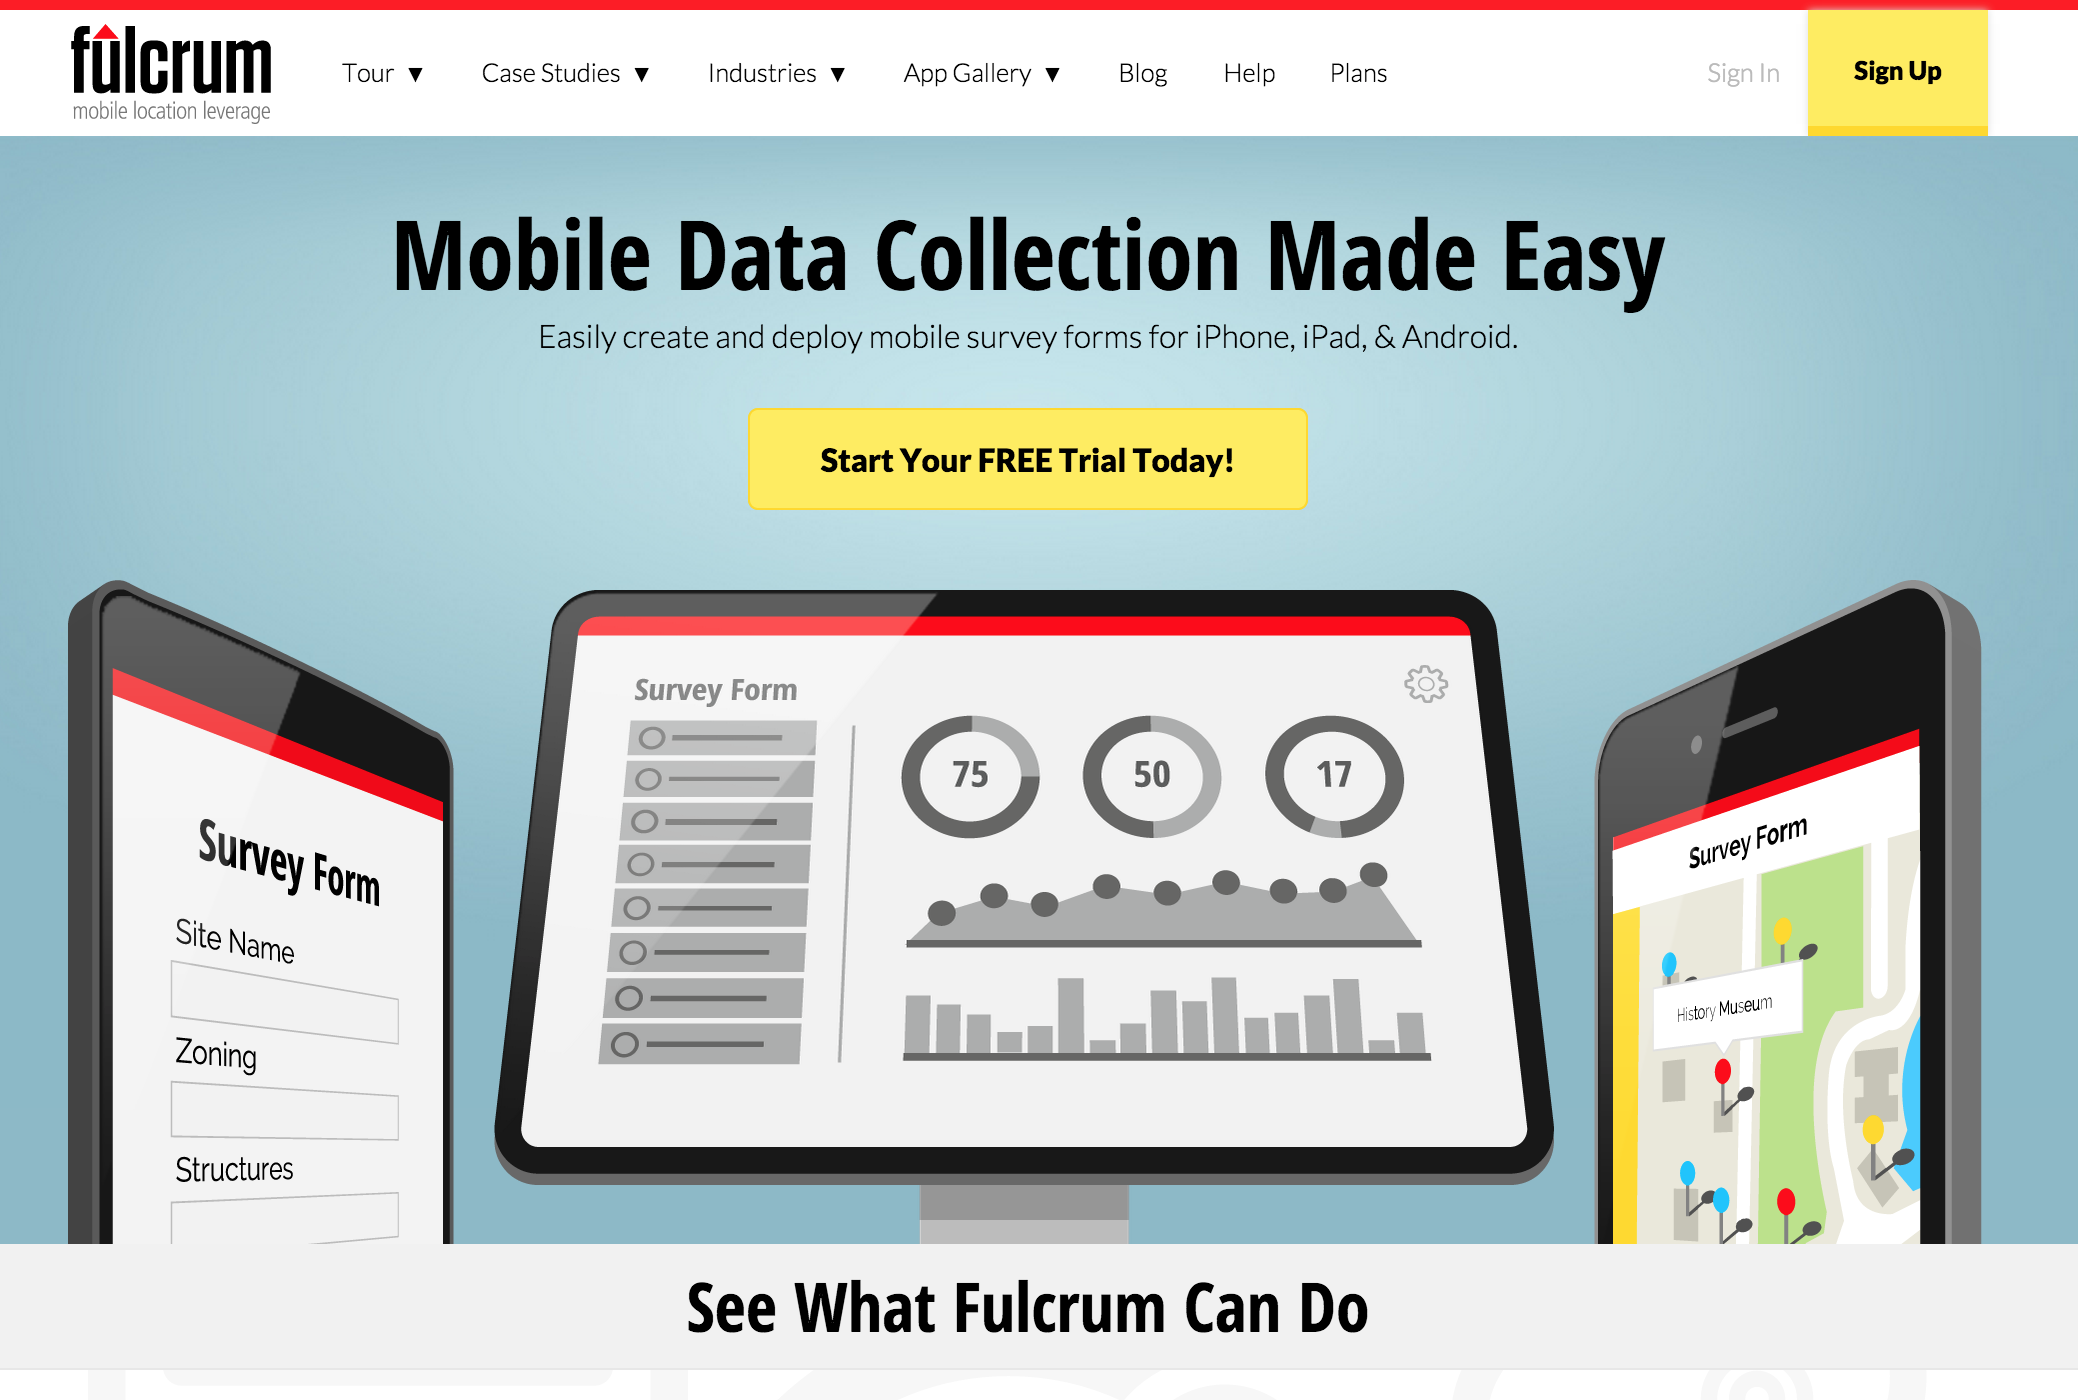 fulcrum
mobile location leverage
Tour ▼ Case Studies ▼ Industries ▼ App Gallery ▼ Blog Help Plans Sign In Sign Up
Mobile Data Collection Made Easy
Easily create and deploy mobile survey forms for iPhone, iPad, & Android.
Start Your FREE Trial Today!
Survey Form
Site Name
Zoning
Structures
Survey Form
75 50 17
Survey Form
History Museum
See What Fulcrum Can Do